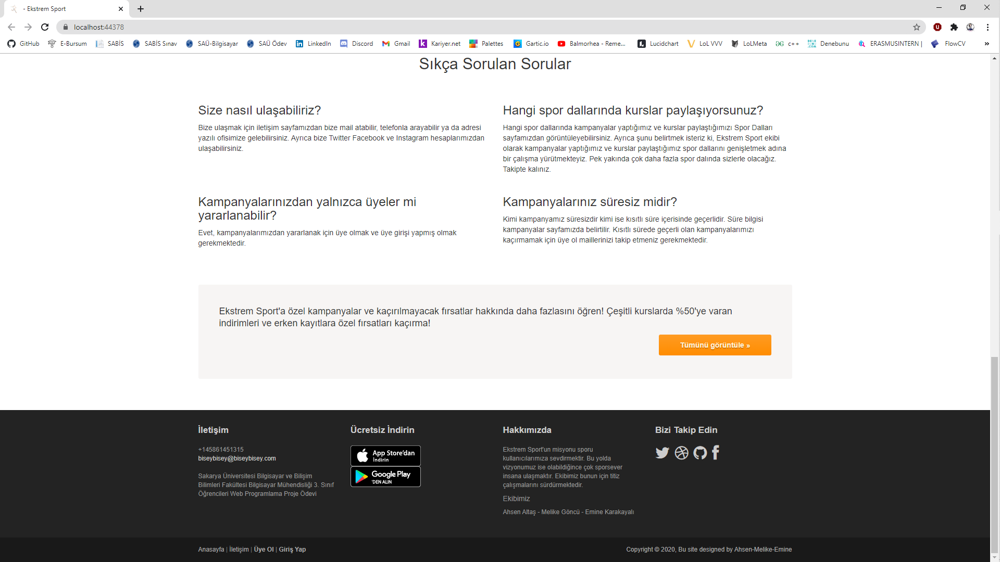 - Ekstrem Sport
localhost:44378
GitHub
E-Bursum
SABİS
SABİS Sınav
SAÜ-Bilgisayar
SAÜ Ödev
LinkedIn
Discord
Gmail
Kariyer.net
Palettes
Gartic.io
Balmorhea - Reme...
Lucidchart
LoL VVV
LoLMeta
c++
Denebunu
ERASMUSINTERN |
FlowCV
»
Sıkça Sorulan Sorular
Size nasıl ulaşabiliriz?
Bize ulaşmak için iletişim sayfamızdan bize mail atabilir, telefonla arayabilir ya da adresi
yazılı ofisimize gelebilirsiniz. Ayrıca bize Twitter Facebook ve Instagram hesaplarımızdan
ulaşabilirsiniz.
Hangi spor dallarında kurslar paylaşıyorsunuz?
Hangi spor dallarında kampanyalar yaptığımız ve kurslar paylaştığımızı Spor Dalları
sayfamızdan görüntüleyebilirsiniz. Ayrıca şunu belirtmek isteriz ki, Ekstrem Sport ekibi
olarak kampanyalar yaptığımız ve kurslar paylaştığımız spor dallarını genişletmek adına
bir çalışma yürütmekteyiz. Pek yakında çok daha fazla spor dalında sizlerle olacağız.
Takipte kalınız.
Kampanyalarınızdan yalnızca üyeler mi
yararlanabilir?
Evet, kampanyalarımızdan yararlanak için üye olmak ve üye girişi yapmış olmak
gerekmektedir.
Kampanyalarınız süresiz midir?
Kimi kampanyamız süresizdir kimi ise kısıtlı süre içerisinde geçerlidir. Süre bilgisi
kampanyalar sayfamızda belirtilir. Kısıtlı sürede geçerli olan kampanyalarımızı
kaçırmamak için üye ol maillerinizi takip etmeniz gerekmektedir.
Ekstrem Sport'a özel kampanyalar ve kaçırılmayacak fırsatlar hakkında daha fazlasını öğren! Çeşitli kurslarda %50'ye varan
indirimleri ve erken kayıtlara özel fırsatları kaçırma!
Tümünü görüntüle »
İletişim
+145861451315
biseybisey@biseybisey.com
Sakarya Üniversitesi Bilgisayar ve Bilişim
Bilimleri Fakültesi Bilgisayar Mühendisliği 3. Sınıf
Öğrencileri Web Programlama Proje Ödevi
Ücretsiz İndirin
App Store'dan
İndirin
Google Play
'DEN ALIN
Hakkımızda
Ekstrem Sport'un misyonu sporu
kullanıcılarımıza sevdirmektir. Bu yolda
vizyonumuz ise olabildiğince çok sporsever
insana ulaşmaktır. Ekibimiz bunun için titiz
çalışmalarını sürdürmektedir.
Ekibimiz
Ahsen Altaş - Melike Göncü - Emine Karakayalı
Bizi Takip Edin
Anasayfa | İletişim | Üye Ol | Giriş Yap
Copyright © 2020, Bu site designed by Ahsen-Melike-Emine